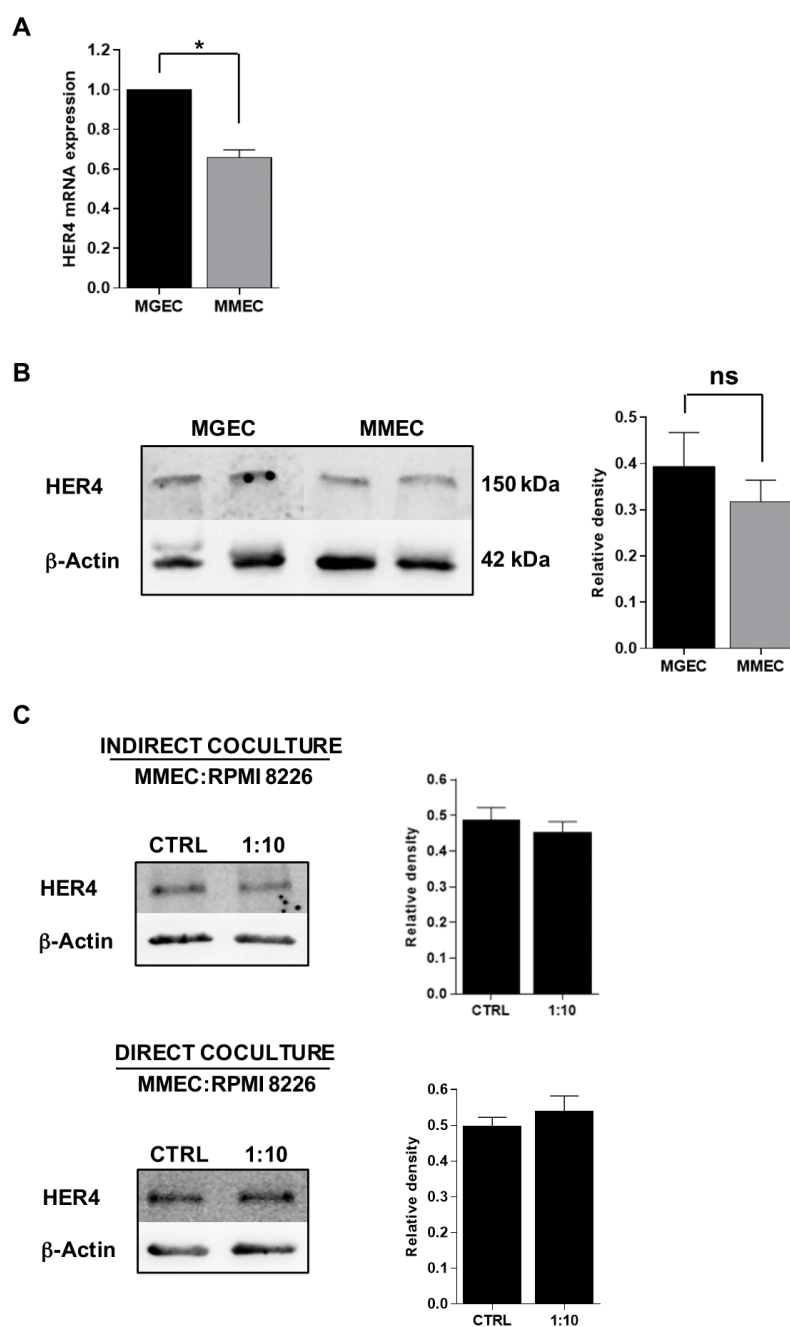 A
HER4 mRNA expression
1.2
1.0
0.8
0.6
0.4
0.2
0.0
*
MGEC MMEC
B
MGEC MMEC
HER4 150 kDa
β-Actin 42 kDa
ns
Relative density
0.5
0.4
0.3
0.2
0.1
0.0
MGEC MMEC
C
INDIRECT COCULTURE
MMEC:RPMI 8226
CTRL 1:10
HER4
β-Actin
Relative density
0.6
0.5
0.4
0.3
0.2
0.1
0.0
CTRL 1:10
DIRECT COCULTURE
MMEC:RPMI 8226
CTRL 1:10
HER4
β-Actin
Relative density
0.6
0.5
0.4
0.3
0.2
0.1
0.0
CTRL 1:10